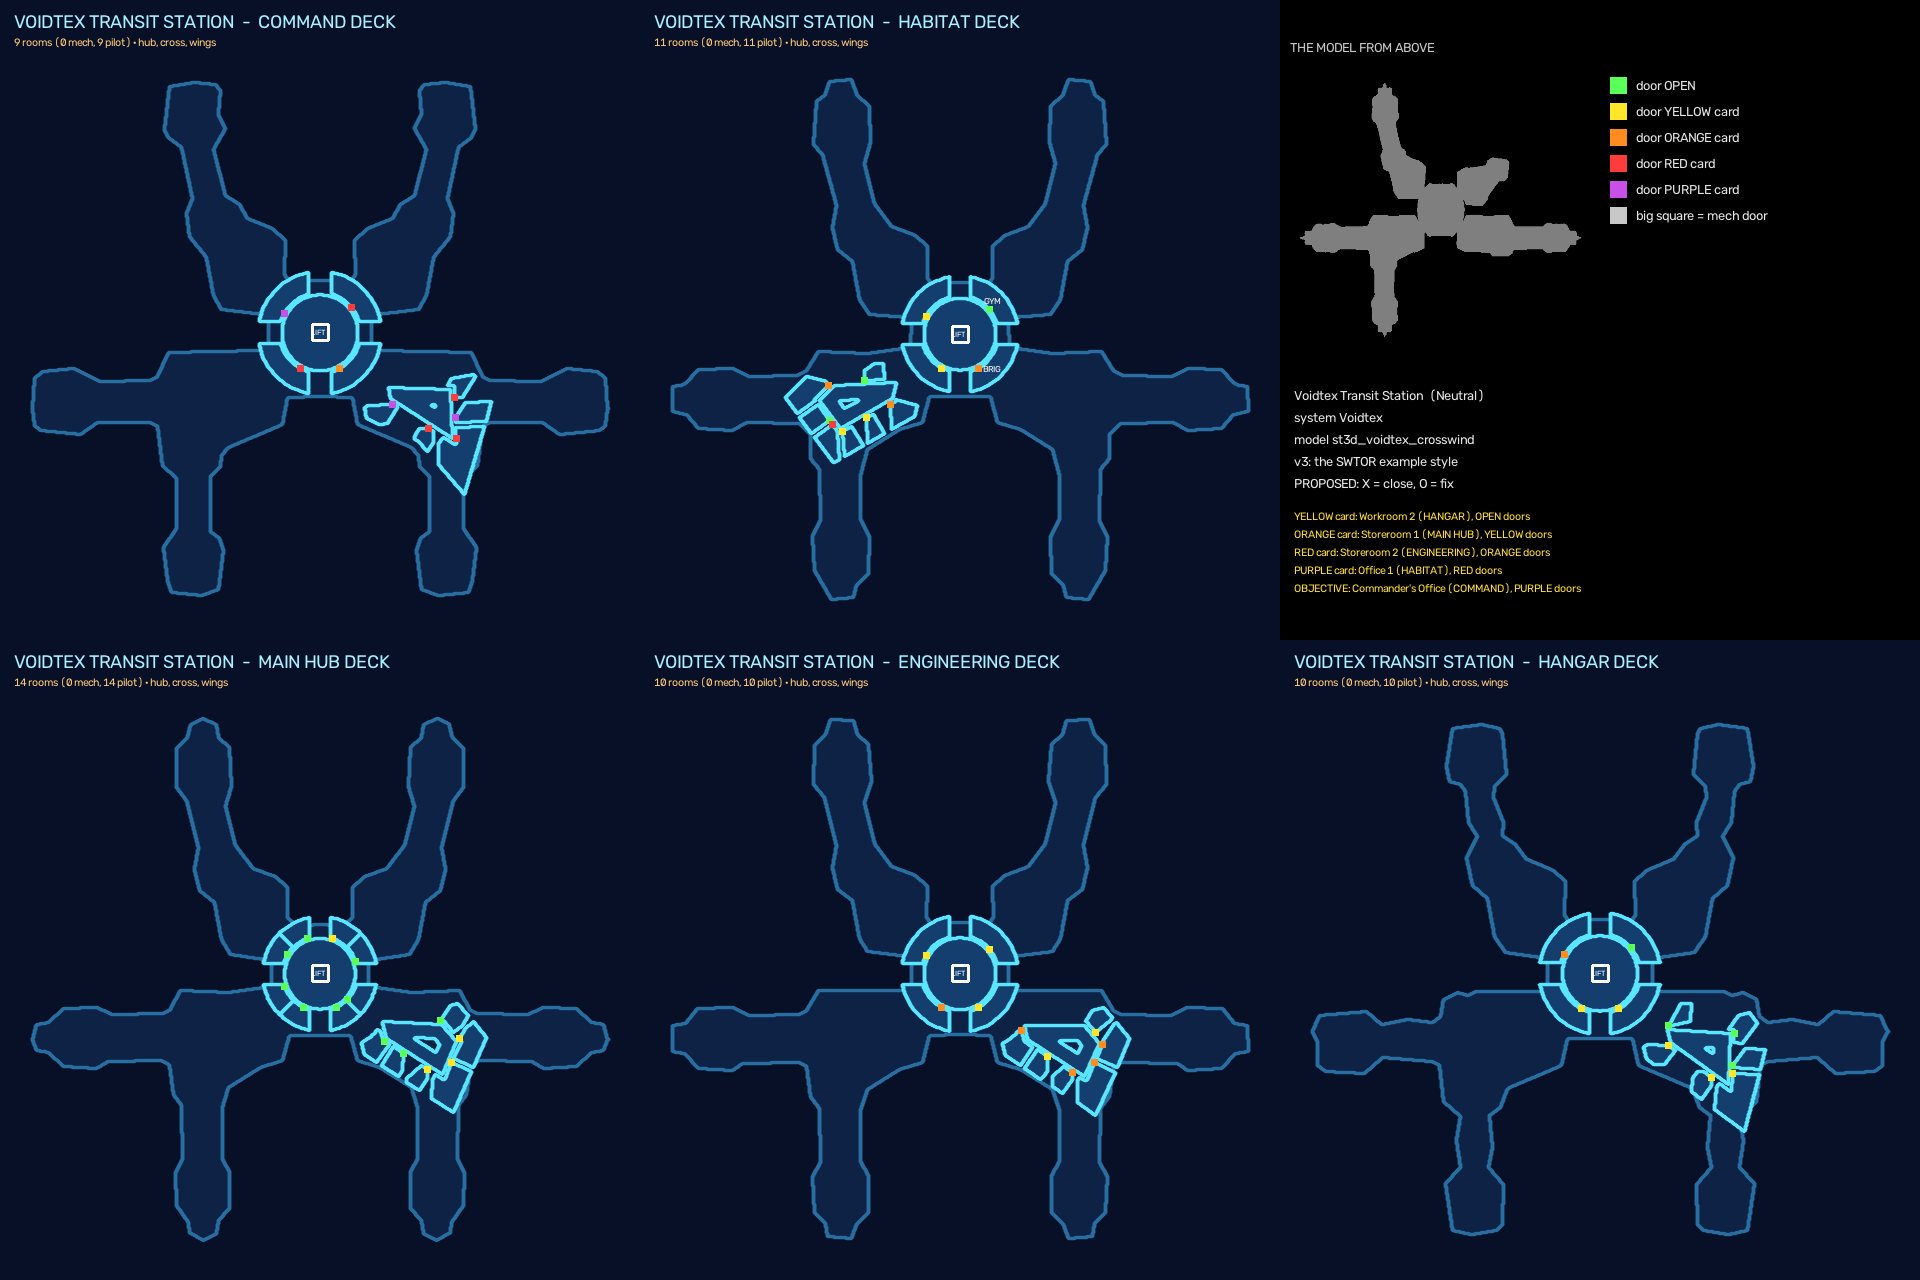 VOIDTEX TRANSIT STATION - COMMAND DECK
9 rooms (0 mech, 9 pilot) • hub, cross, wings
LIFT
VOIDTEX TRANSIT STATION - HABITAT DECK
11 rooms (0 mech, 11 pilot) • hub, cross, wings
GYM
LIFT
BRIG
THE MODEL FROM ABOVE
door OPEN
door YELLOW card
door ORANGE card
door RED card
door PURPLE card
big square = mech door
Voidtex Transit Station (Neutral)
system Voidtex
model st3d_voidtex_crosswind
v3: the SWTOR example style
PROPOSED: X = close, O = fix
YELLOW card: Workroom 2 (HANGAR), OPEN doors
ORANGE card: Storeroom 1 (MAIN HUB), YELLOW doors
RED card: Storeroom 2 (ENGINEERING), ORANGE doors
PURPLE card: Office 1 (HABITAT), RED doors
OBJECTIVE: Commander's Office (COMMAND), PURPLE doors
VOIDTEX TRANSIT STATION - MAIN HUB DECK
14 rooms (0 mech, 14 pilot) • hub, cross, wings
LIFT
VOIDTEX TRANSIT STATION - ENGINEERING DECK
10 rooms (0 mech, 10 pilot) • hub, cross, wings
LIFT
VOIDTEX TRANSIT STATION - HANGAR DECK
10 rooms (0 mech, 10 pilot) • hub, cross, wings
LIFT